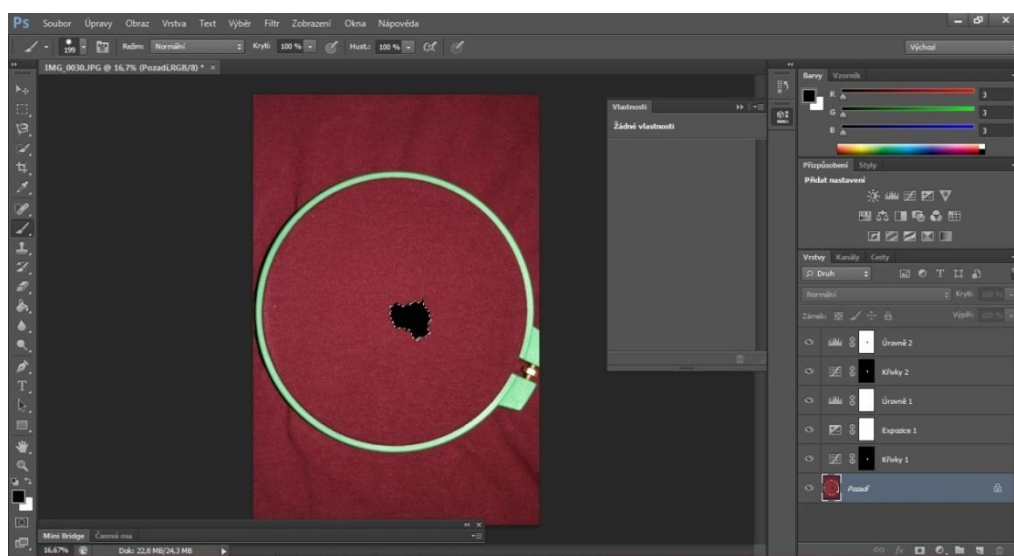 Ps Soubor Úpravy Obraz Vrstva Text Výběr Filtr Zobrazení Okna Nápověda
199 Režim: Normální Krytí: 100 % Hust.: 100 % Výchozí
IMG_0030.JPG @ 16,7% (Pozadí,RGB/8) * ×
Vlastnosti
Žádné vlastnosti
Barvy Vzorník
R 3
G 3
B 3
Přizpůsobení Styly
Přidat nastavení
Vrstvy Kanály Cesty
Druh
Normální Krytí: 100 %
Zámek: Výplň: 100 %
Úrovně 2
Křivky 2
Úrovně 1
Expozice 1
Křivky 1
Pozadí
Mini Bridge Časová osa
16,67% Dok: 22,8 MB/24,3 MB